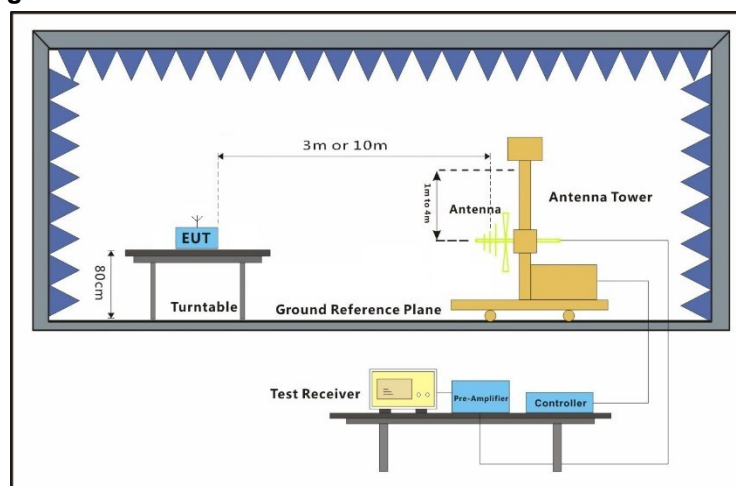 3m or 10m
1m to 4m
Antenna
Antenna Tower
EUT
80cm
Turntable
Ground Reference Plane
Test Receiver
Pre-Amplifier
Controller